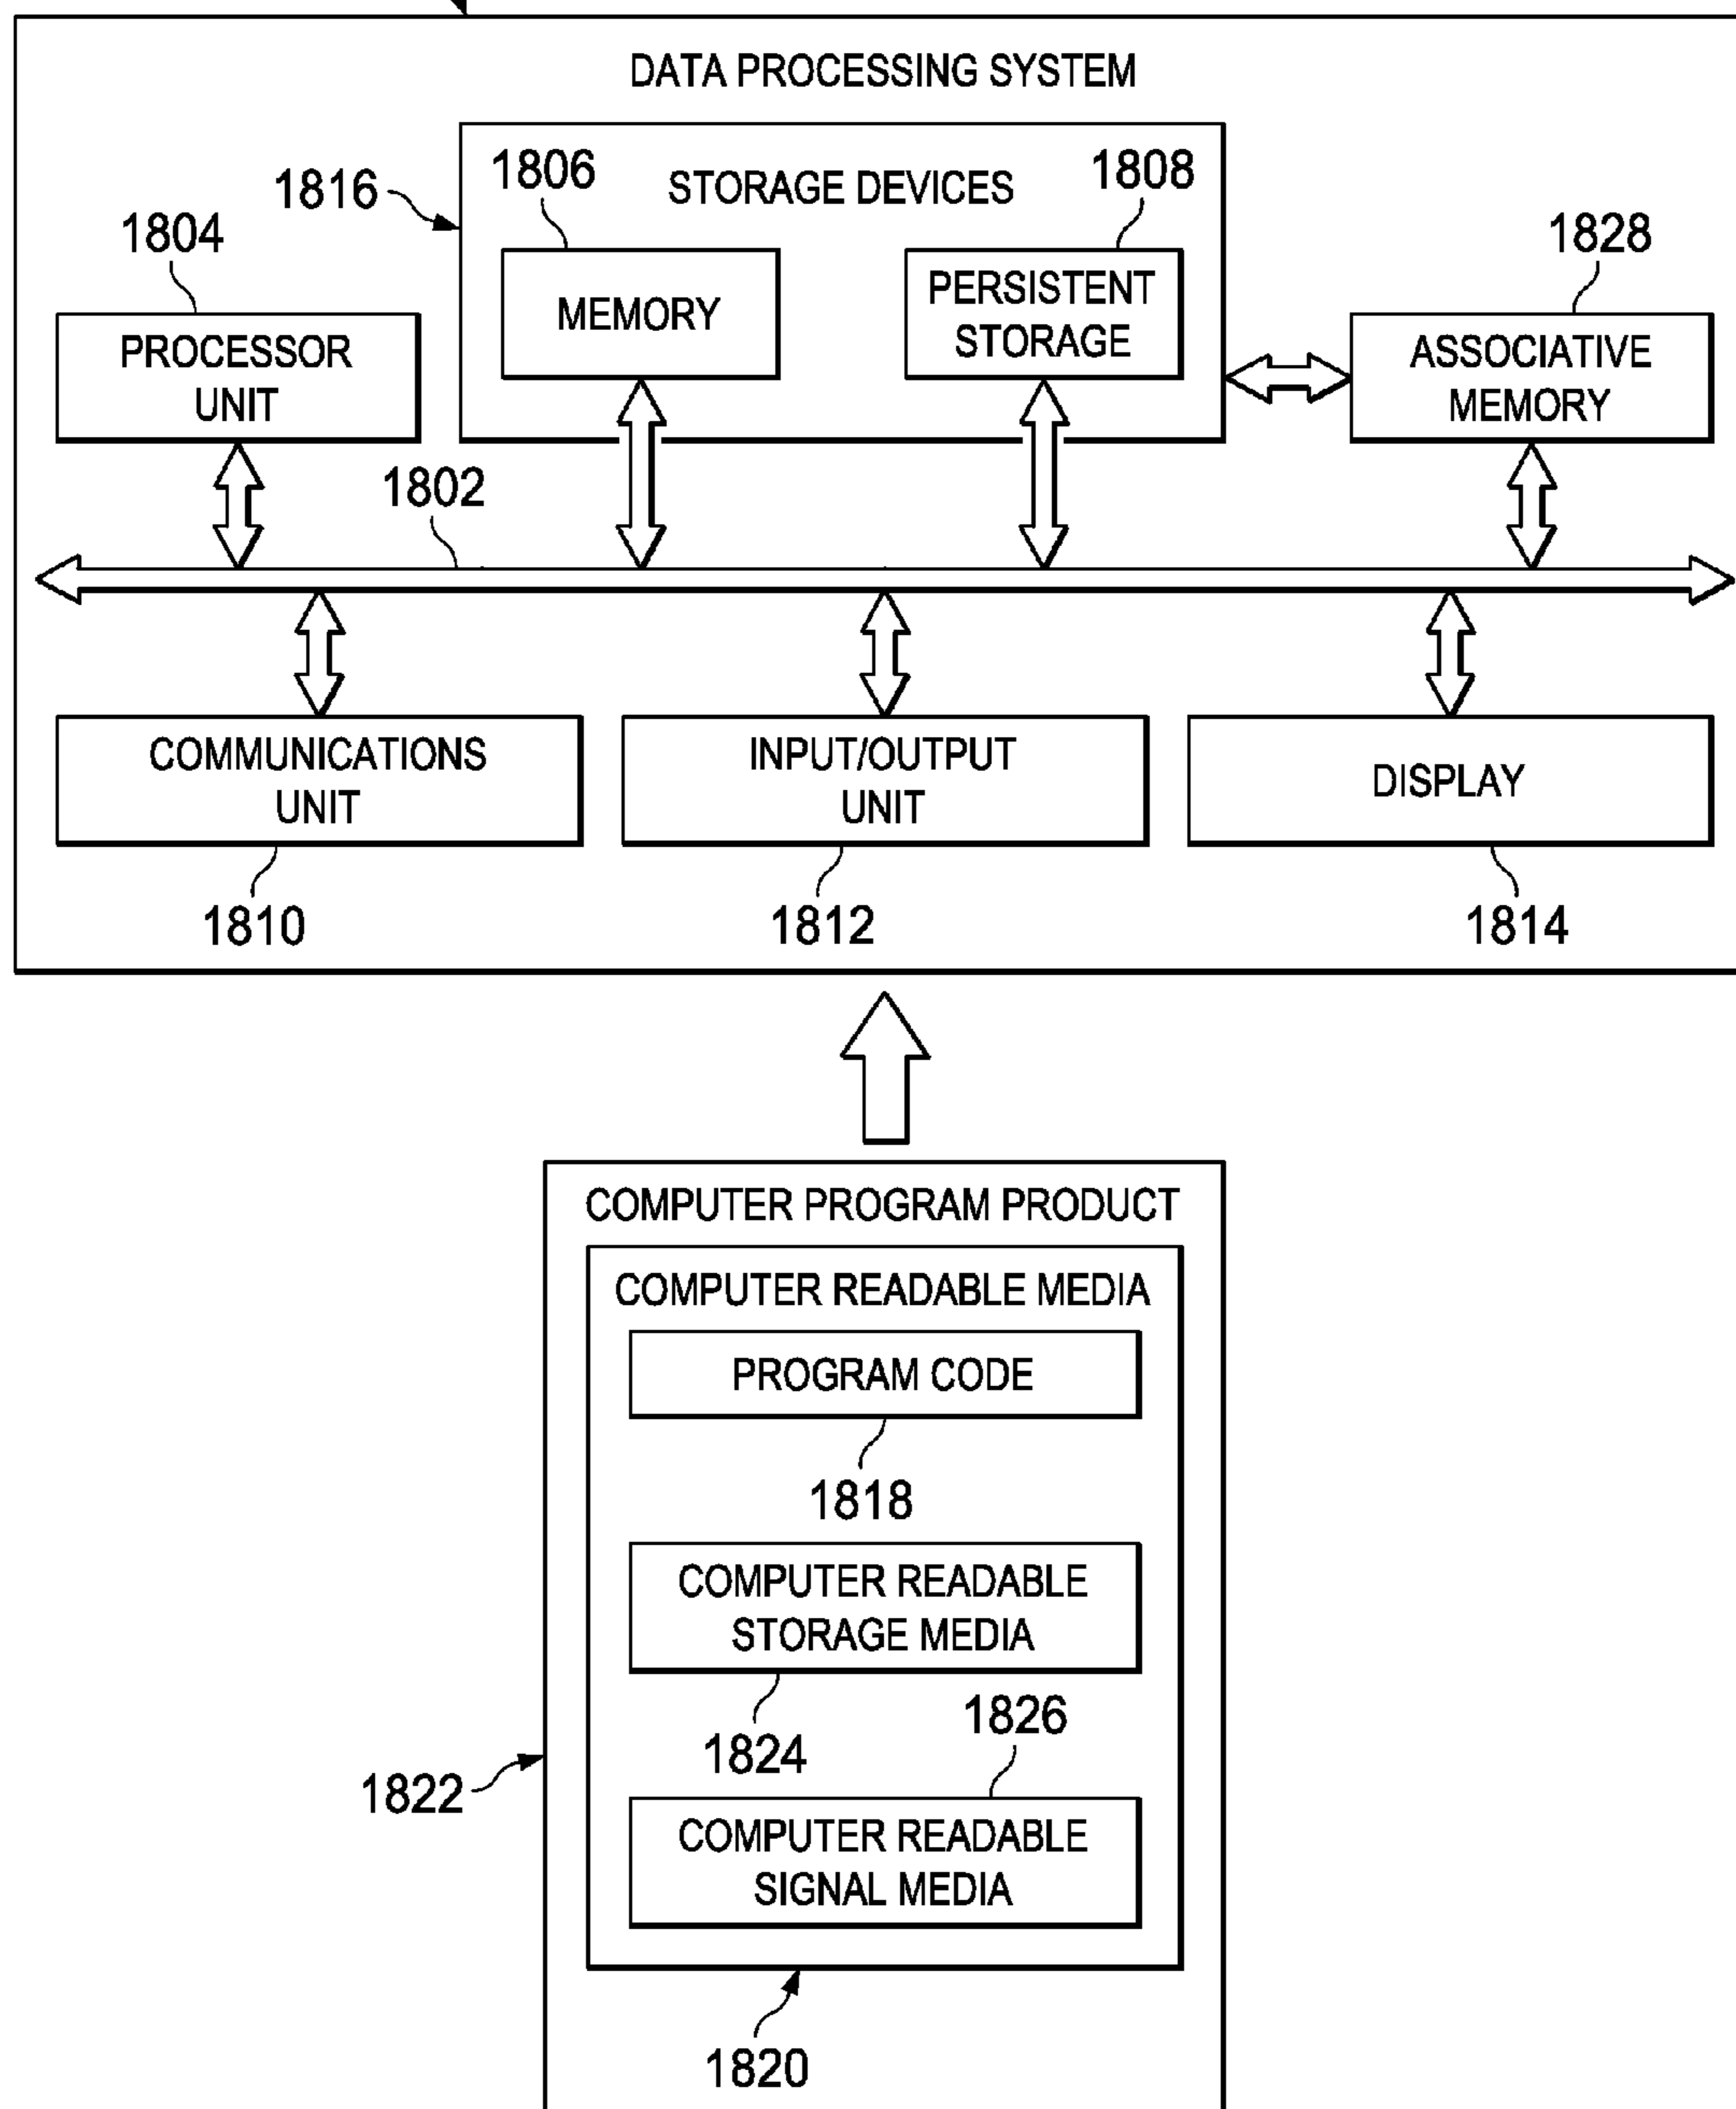 DATA PROCESSING SYSTEM
1816
1806
STORAGE DEVICES
1808
1804
1828
MEMORY
PERSISTENT
STORAGE
PROCESSOR
UNIT
ASSOCIATIVE
MEMORY
1802
COMMUNICATIONS
UNIT
INPUT/OUTPUT
UNIT
DISPLAY
1810
1812
1814
COMPUTER PROGRAM PRODUCT
COMPUTER READABLE MEDIA
PROGRAM CODE
1818
COMPUTER READABLE
STORAGE MEDIA
1824
1826
1822
COMPUTER READABLE
SIGNAL MEDIA
1820